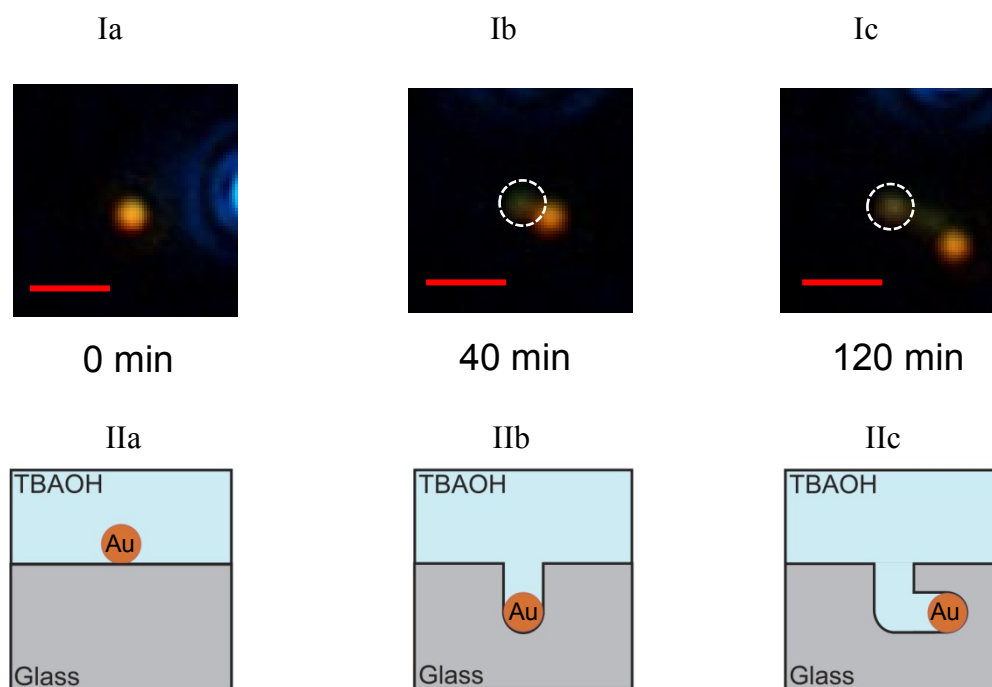 Ia Ib Ic
0 min 40 min 120 min
IIa IIb IIc
TBAOH TBAOH TBAOH
Au
Au Au
Glass Glass Glass